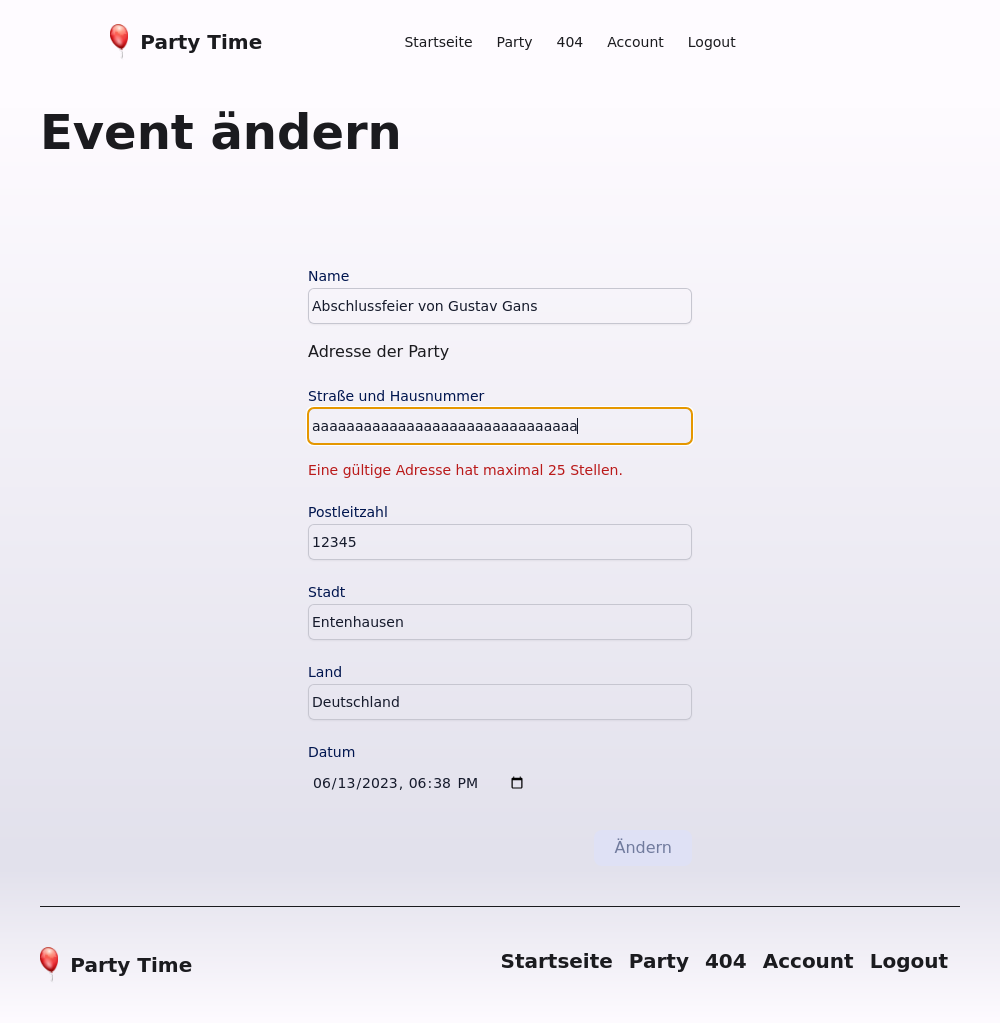 Party Time
Startseite Party 404 Account Logout
Event ändern
Name
Abschlussfeier von Gustav Gans
Adresse der Party
Straße und Hausnummer
aaaaaaaaaaaaaaaaaaaaaaaaaaaaaaa
Eine gültige Adresse hat maximal 25 Stellen.
Postleitzahl
12345
Stadt
Entenhausen
Land
Deutschland
Datum
06/13/2023, 06:38 PM
Ändern
Party Time
Startseite Party 404 Account Logout